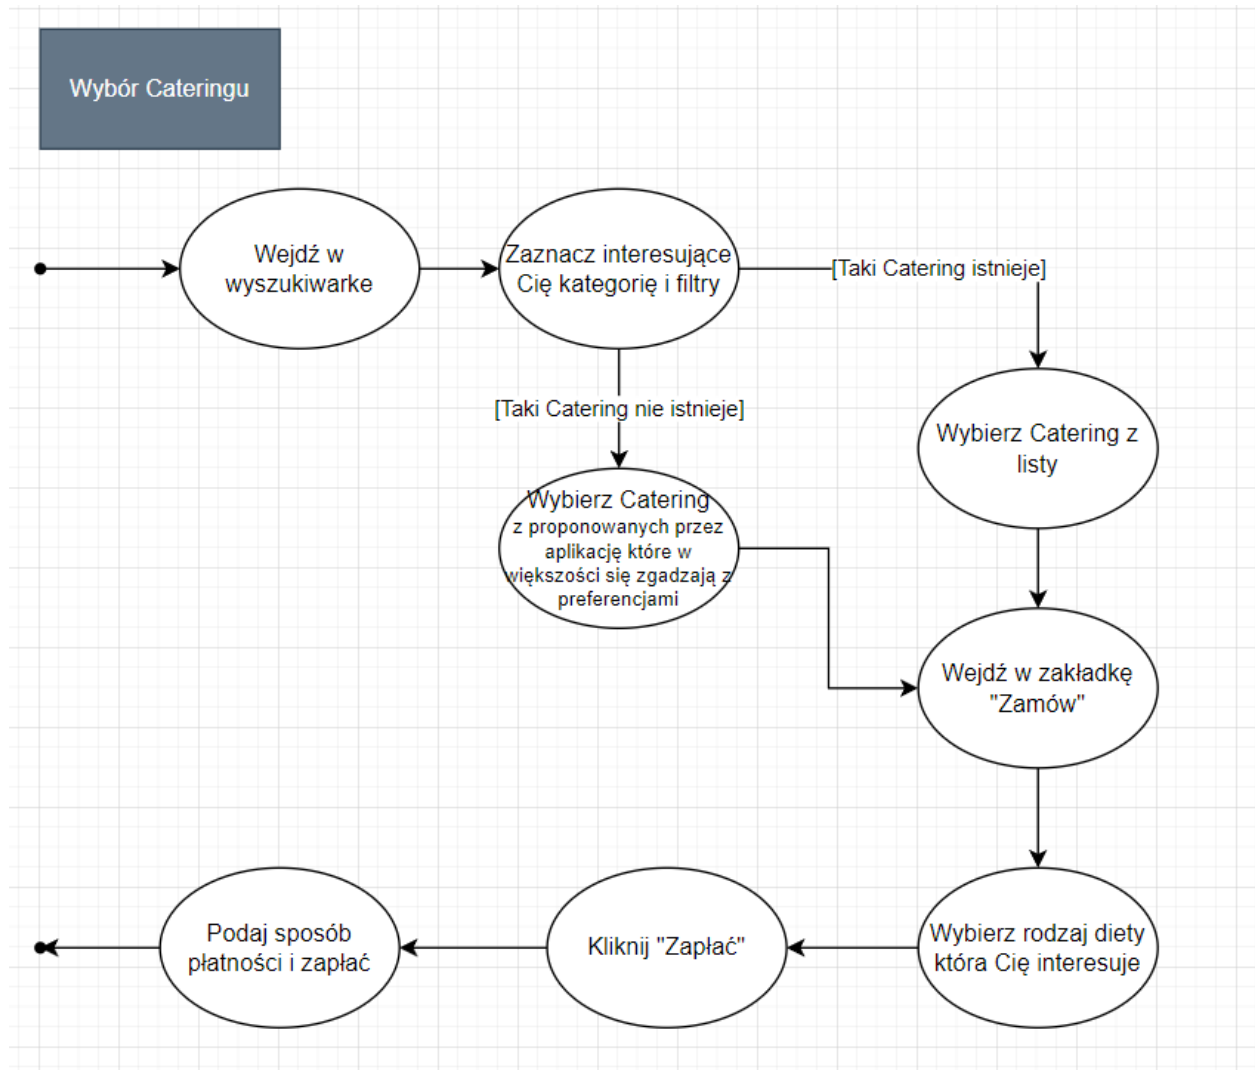 Wybór Cateringu
Wejdź w
wyszukiwarke
Zaznacz interesujące
Cię kategorię i filtry
[Taki Catering istnieje]
[Taki Catering nie istnieje]
Wybierz Catering z
listy
Wybierz Catering
z proponowanych przez
aplikację które w
większości się zgadzają z
preferencjami
Wejdź w zakładkę
"Zamów"
Wybierz rodzaj diety
która Cię interesuje
Kliknij "Zapłać"
Podaj sposób
płatności i zapłać